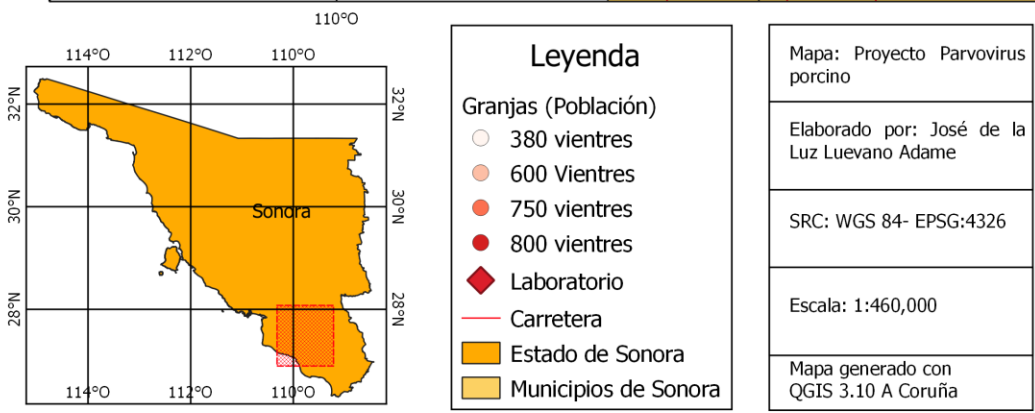 110°O
114°O
112°O
110°O
32°N
32°N
30°N
30°N
28°N
28°N
Sonora
114°O
112°O
110°O
Leyenda
Granjas (Población)
380 vientres
600 Vientres
750 vientres
800 vientres
Laboratorio
Carretera
Estado de Sonora
Municipios de Sonora
Mapa: Proyecto Parvovirus
porcino
Elaborado por: José de la
Luz Luevano Adame
SRC: WGS 84- EPSG:4326
Escala: 1:460,000
Mapa generado con
QGIS 3.10 A Coruña